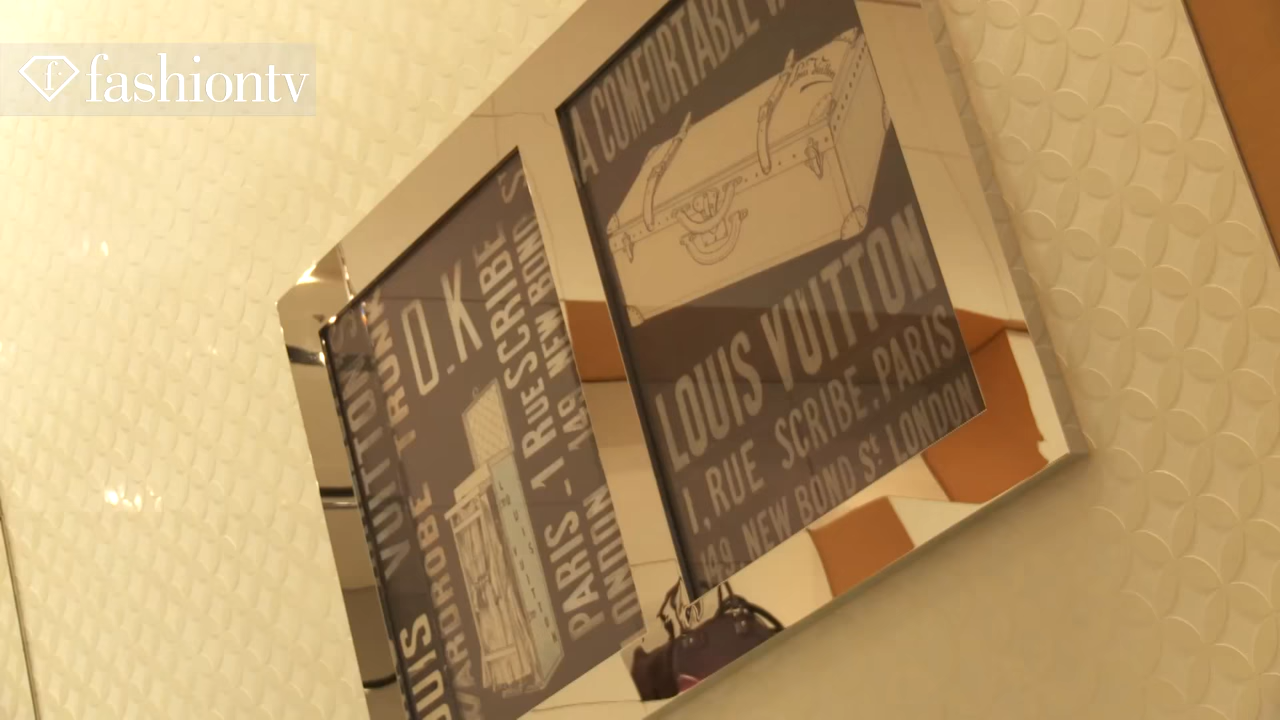 fashiontv
A COMFORTABLE
LOUIS VUITTON
1, RUE SCRIBE. PARIS
149 NEW BOND St LONDON
VUITTON'S
WARDROBE TRUNK
O.K
PARIS - 1 RUE SCRIBE
149 NEW BOND